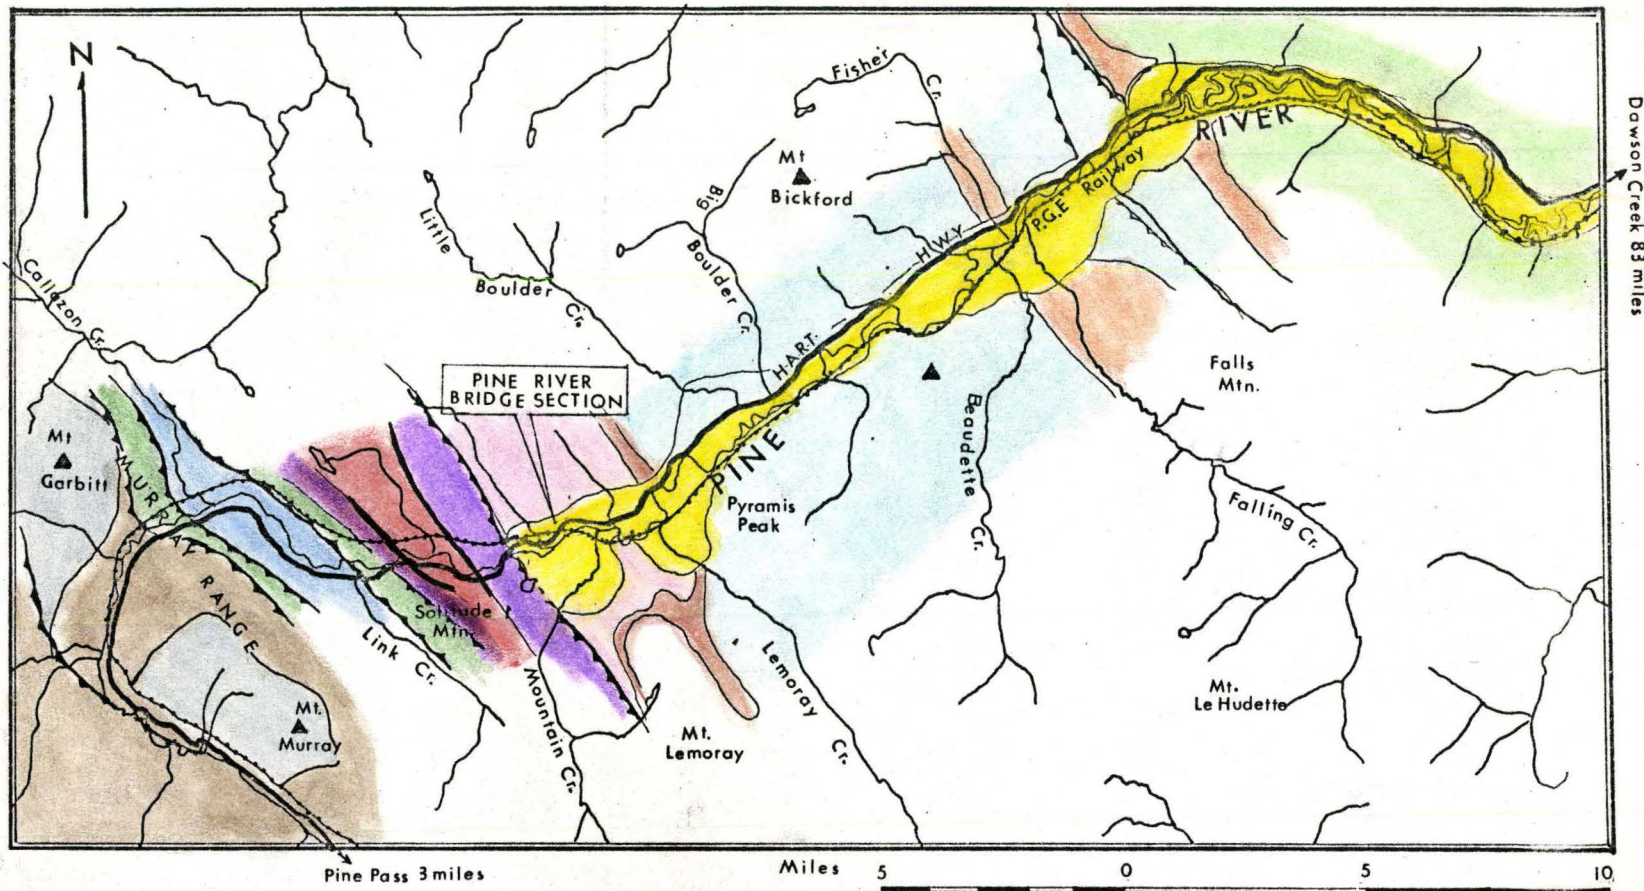 N
Fisher
Cr.
RIVER
Dawson Creek 83 miles
Mt
Bickford
Big
Boulder
Cr.
Little
Boulder Cr.
P.G.E Railway
HART HWY
Callazon Cr.
PINE RIVER
BRIDGE SECTION
Falls
Mtn.
Beaudette
Cr.
PINE
Mt
Garbitt
MURRAY RANGE
Pyramis
Peak
Falling Cr.
Solitude
Mtn.
Link Cr.
Mountain Cr.
Lemoray
Cr.
Mt.
Le Hudette
Mt.
Murray
Mt.
Lemoray
Pine Pass 3 miles
Miles 5 0 5 10